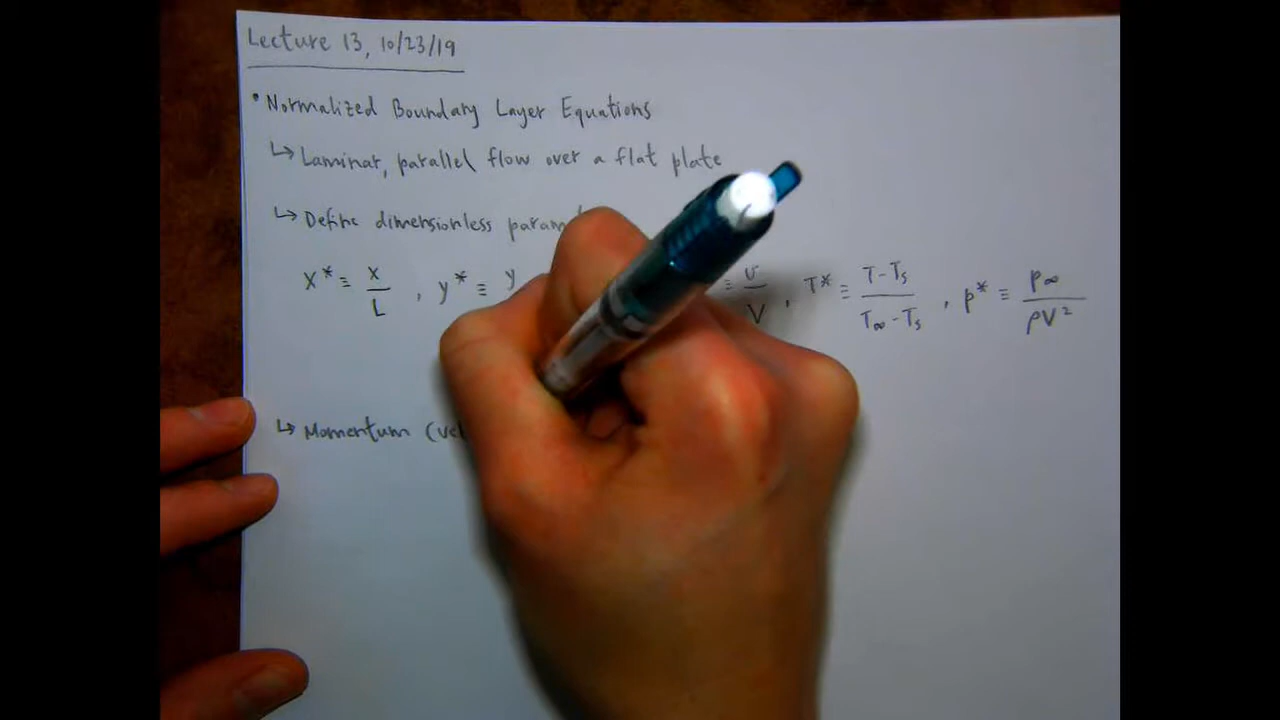 Lecture 13, 10/23/19
• Normalized Boundary Layer Equations
↳ Laminar, parallel flow over a flat plate
↳ Define dimensionless
x* ≡ x/L , y* ≡ y ≡ v/V , T* ≡ (T-Ts)/(T∞-Ts) , p* ≡ p∞/ρV²
↳ Momentum